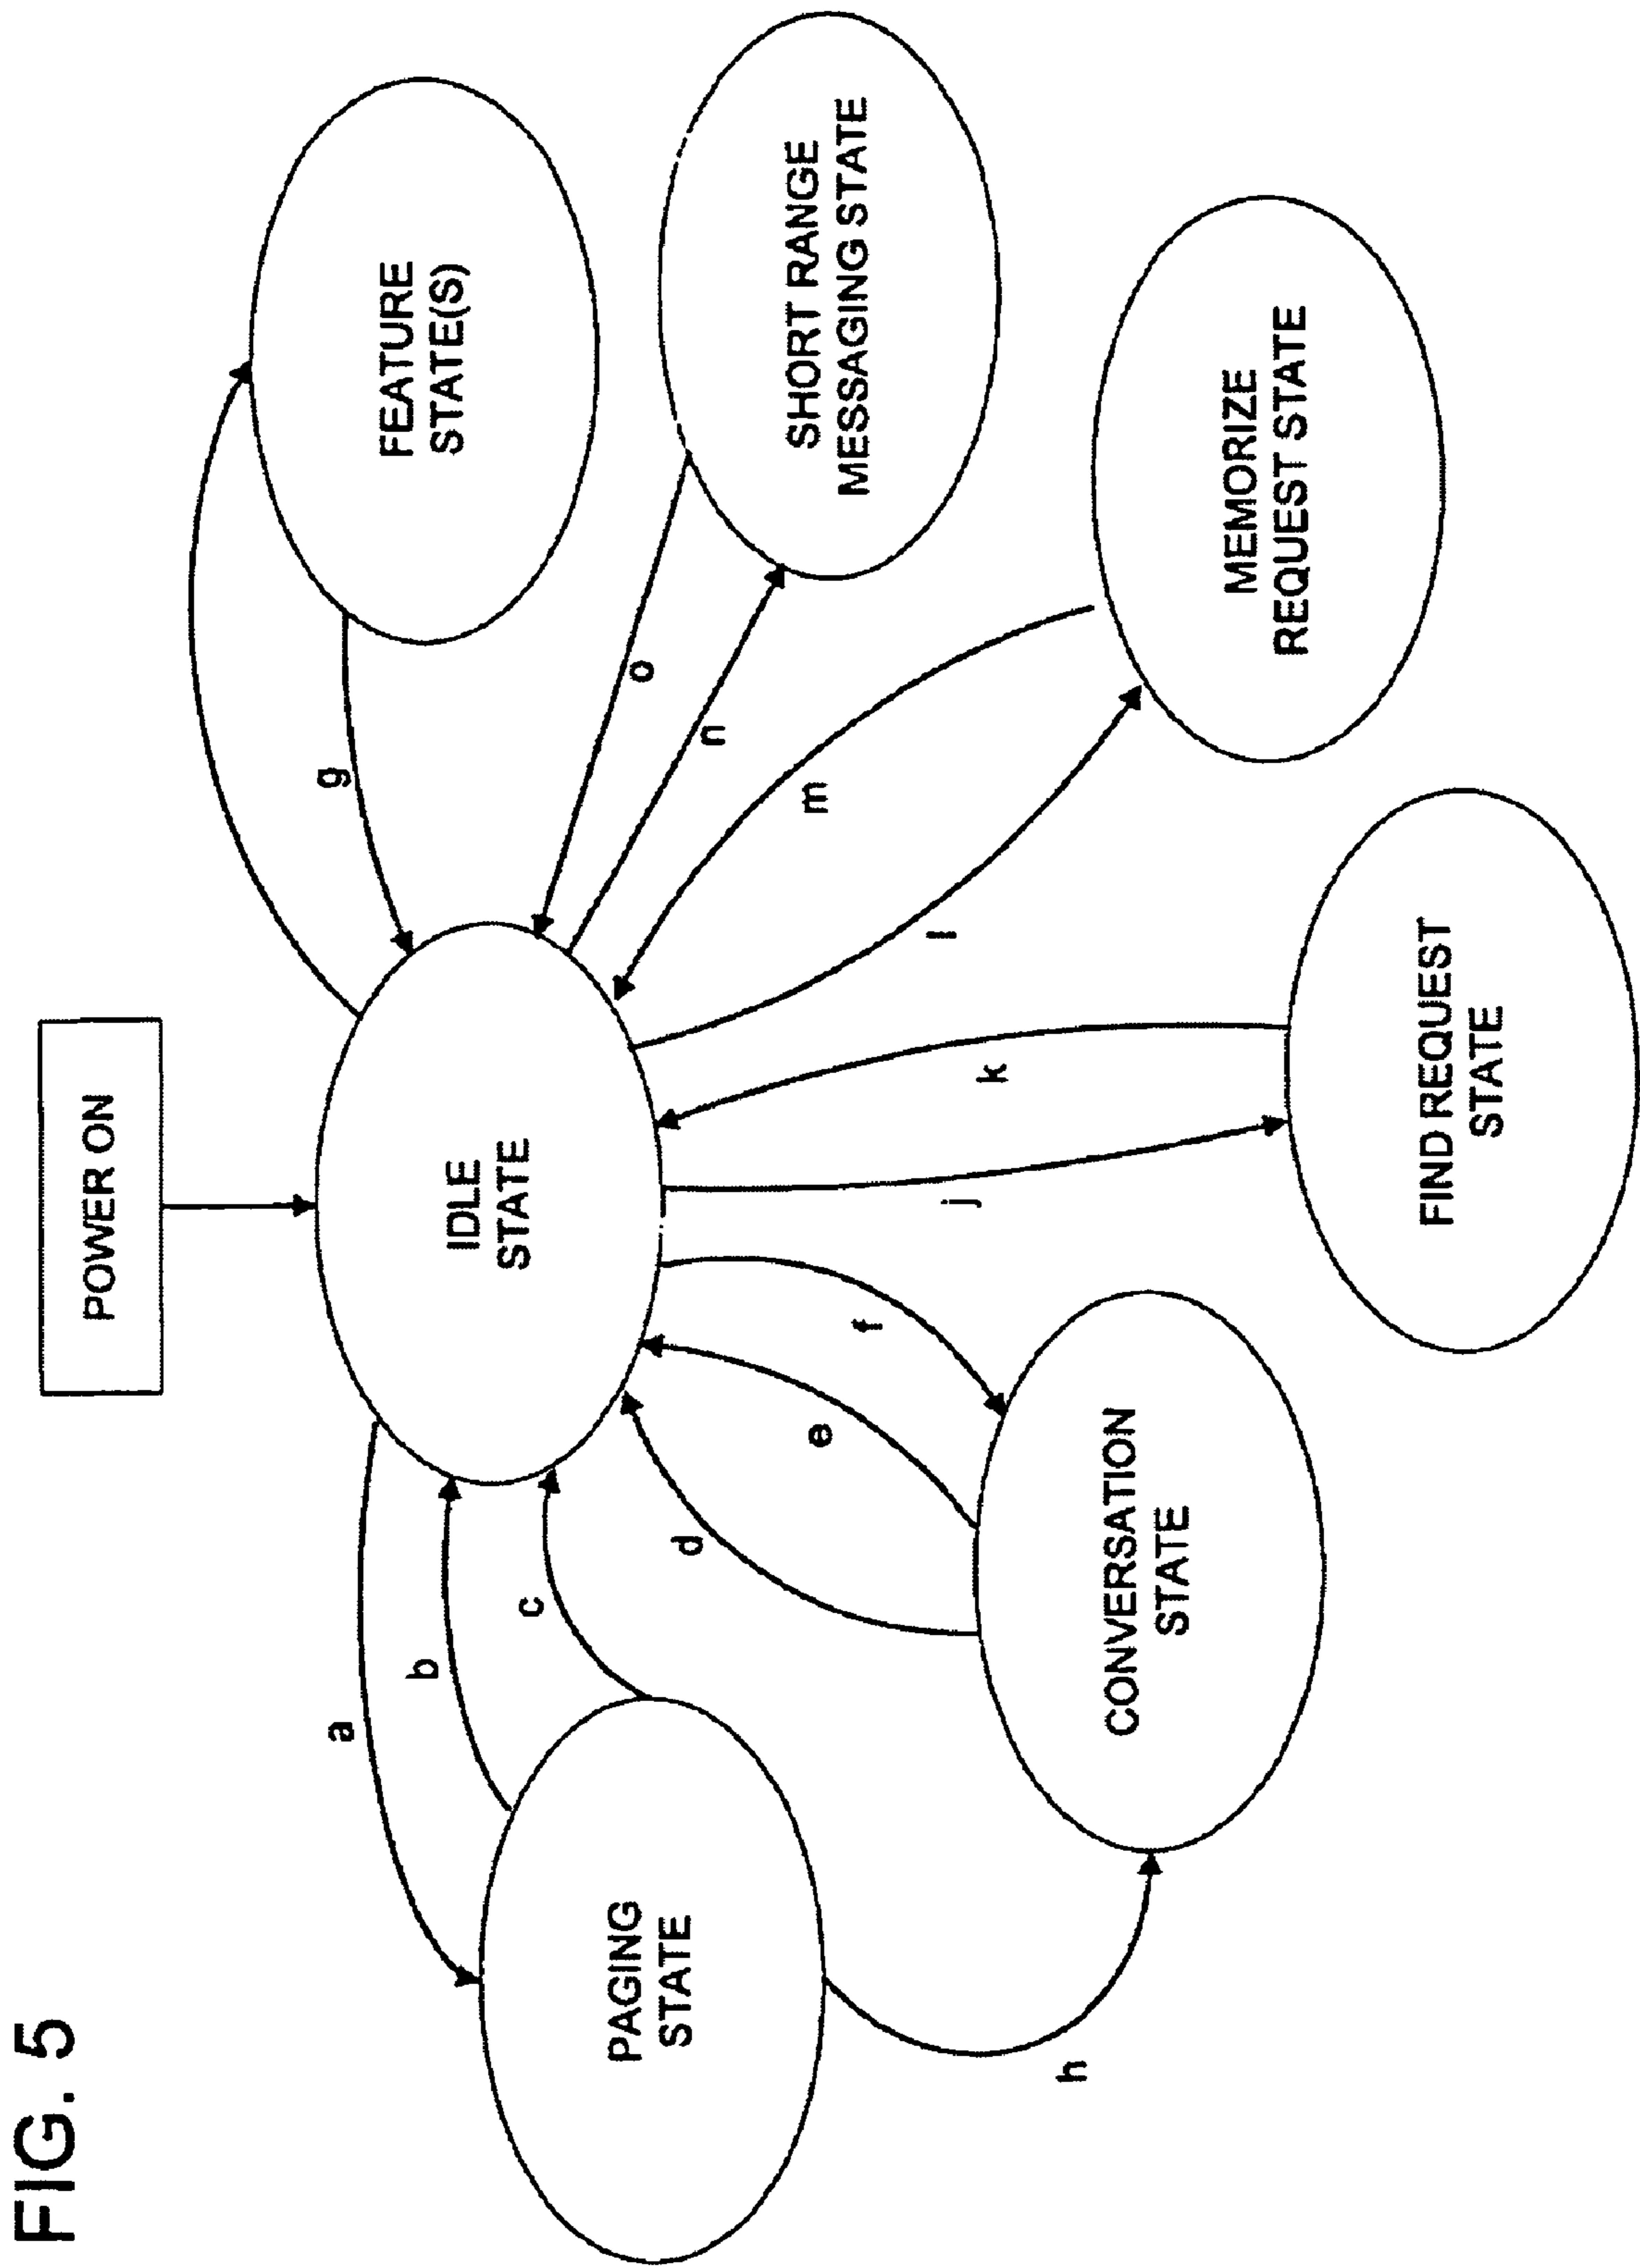 FIG. 5
POWER ON
IDLE
STATE
FEATURE
STATE(S)
SHORT RANGE
MESSAGING STATE
MEMORIZE
REQUEST STATE
FIND REQUEST
STATE
CONVERSATION
STATE
PAGING
STATE
a
b
c
d
e
f
g
h
j
k
l
m
n
o